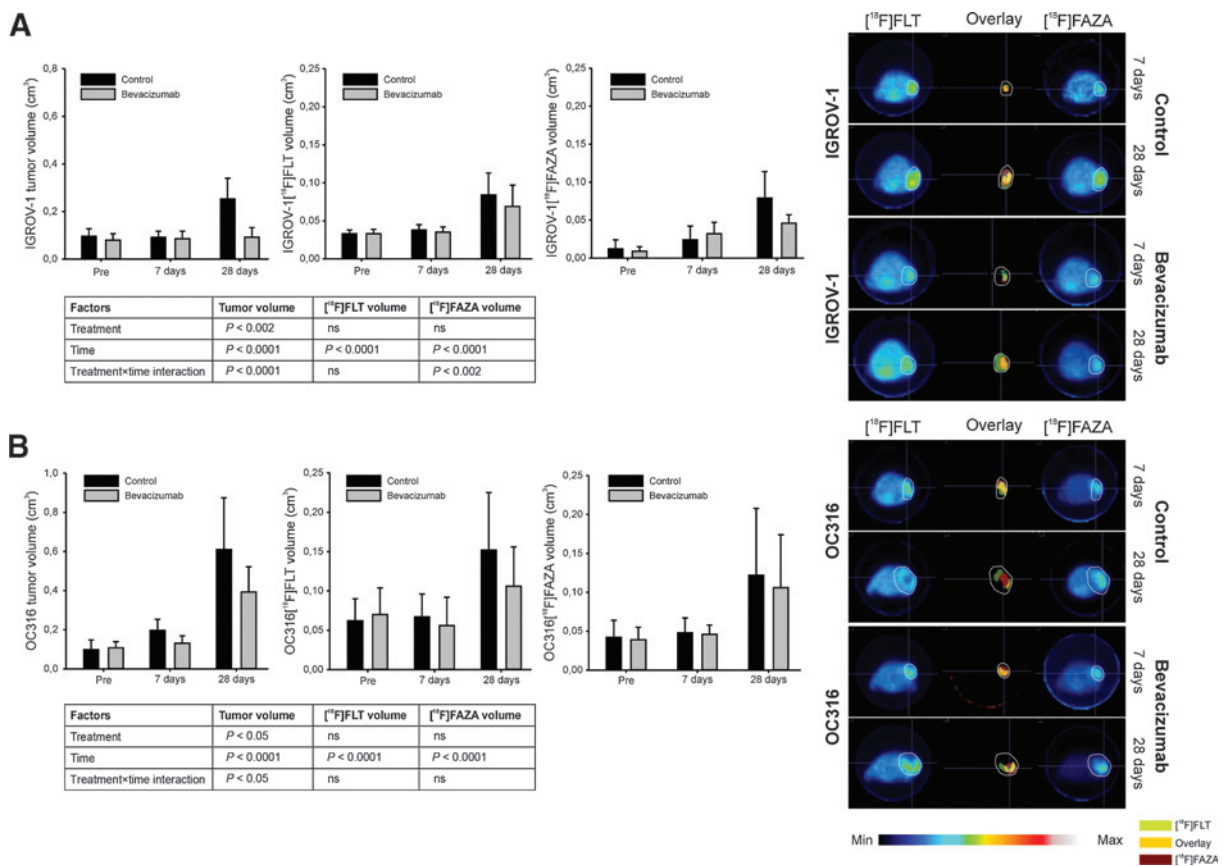 A
[¹⁸F]FLT Overlay [¹⁸F]FAZA
IGROV-1 tumor volume (cm³)
0,8
0,6
0,4
0,2
0,0
Control
Bevacizumab
Pre 7 days 28 days
IGROV-1[¹⁸F]FLT volume (cm³)
0,25
0,20
0,15
0,10
0,05
0,00
Control
Bevacizumab
Pre 7 days 28 days
IGROV-1[¹⁸F]FAZA volume (cm³)
0,25
0,20
0,15
0,10
0,05
0,00
Control
Bevacizumab
Pre 7 days 28 days
Factors Tumor volume [¹⁸F]FLT volume [¹⁸F]FAZA volume
Treatment P < 0.002 ns ns
Time P < 0.0001 P < 0.0001 P < 0.0001
Treatment×time interaction P < 0.0001 ns P < 0.002
IGROV-1
7 days
28 days
Control
IGROV-1
7 days
28 days
Bevacizumab
B
[¹⁸F]FLT Overlay [¹⁸F]FAZA
OC316 tumor volume (cm³)
1,0
0,8
0,6
0,4
0,2
0,0
Control
Bevacizumab
Pre 7 days 28 days
OC316[¹⁸F]FLT volume (cm³)
0,25
0,20
0,15
0,10
0,05
0,00
Control
Bevacizumab
Pre 7 days 28 days
OC316[¹⁸F]FAZA volume (cm³)
0,25
0,20
0,15
0,10
0,05
0,00
Control
Bevacizumab
Pre 7 days 28 days
Factors Tumor volume [¹⁸F]FLT volume [¹⁸F]FAZA volume
Treatment P < 0.05 ns ns
Time P < 0.0001 P < 0.0001 P < 0.0001
Treatment×time interaction P < 0.05 ns ns
OC316
7 days
28 days
Control
OC316
7 days
28 days
Bevacizumab
Min Max
[¹⁸F]FLT
Overlay
[¹⁸F]FAZA